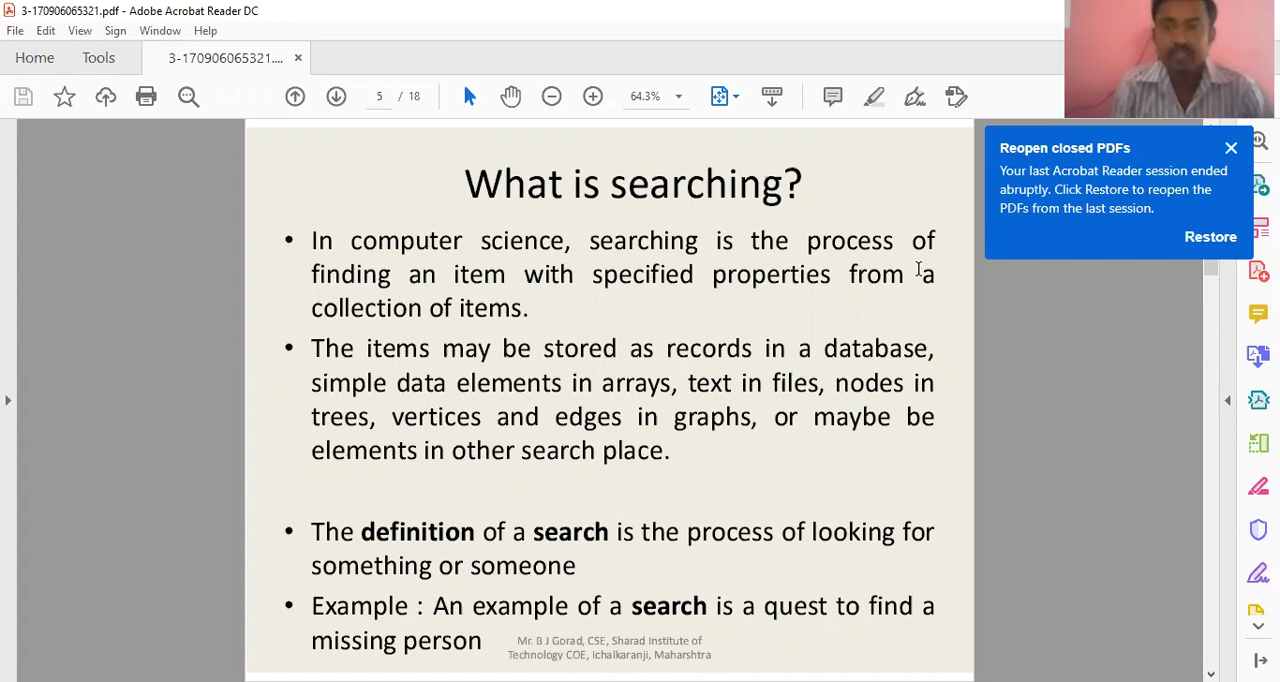 3-170906065321.pdf - Adobe Acrobat Reader DC
File Edit View Sign Window Help
Home Tools 3-170906065321.... ×
5 / 18 64.3%
Reopen closed PDFs
Your last Acrobat Reader session ended
abruptly. Click Restore to reopen the
PDFs from the last session.
Restore
What is searching?
• In computer science, searching is the process of
finding an item with specified properties from a
collection of items.
• The items may be stored as records in a database,
simple data elements in arrays, text in files, nodes in
trees, vertices and edges in graphs, or maybe be
elements in other search place.
• The definition of a search is the process of looking for
something or someone
• Example : An example of a search is a quest to find a
missing person
Mr. B J Gorad, CSE, Sharad Institute of
Technology COE, Ichalkaranji, Maharshtra